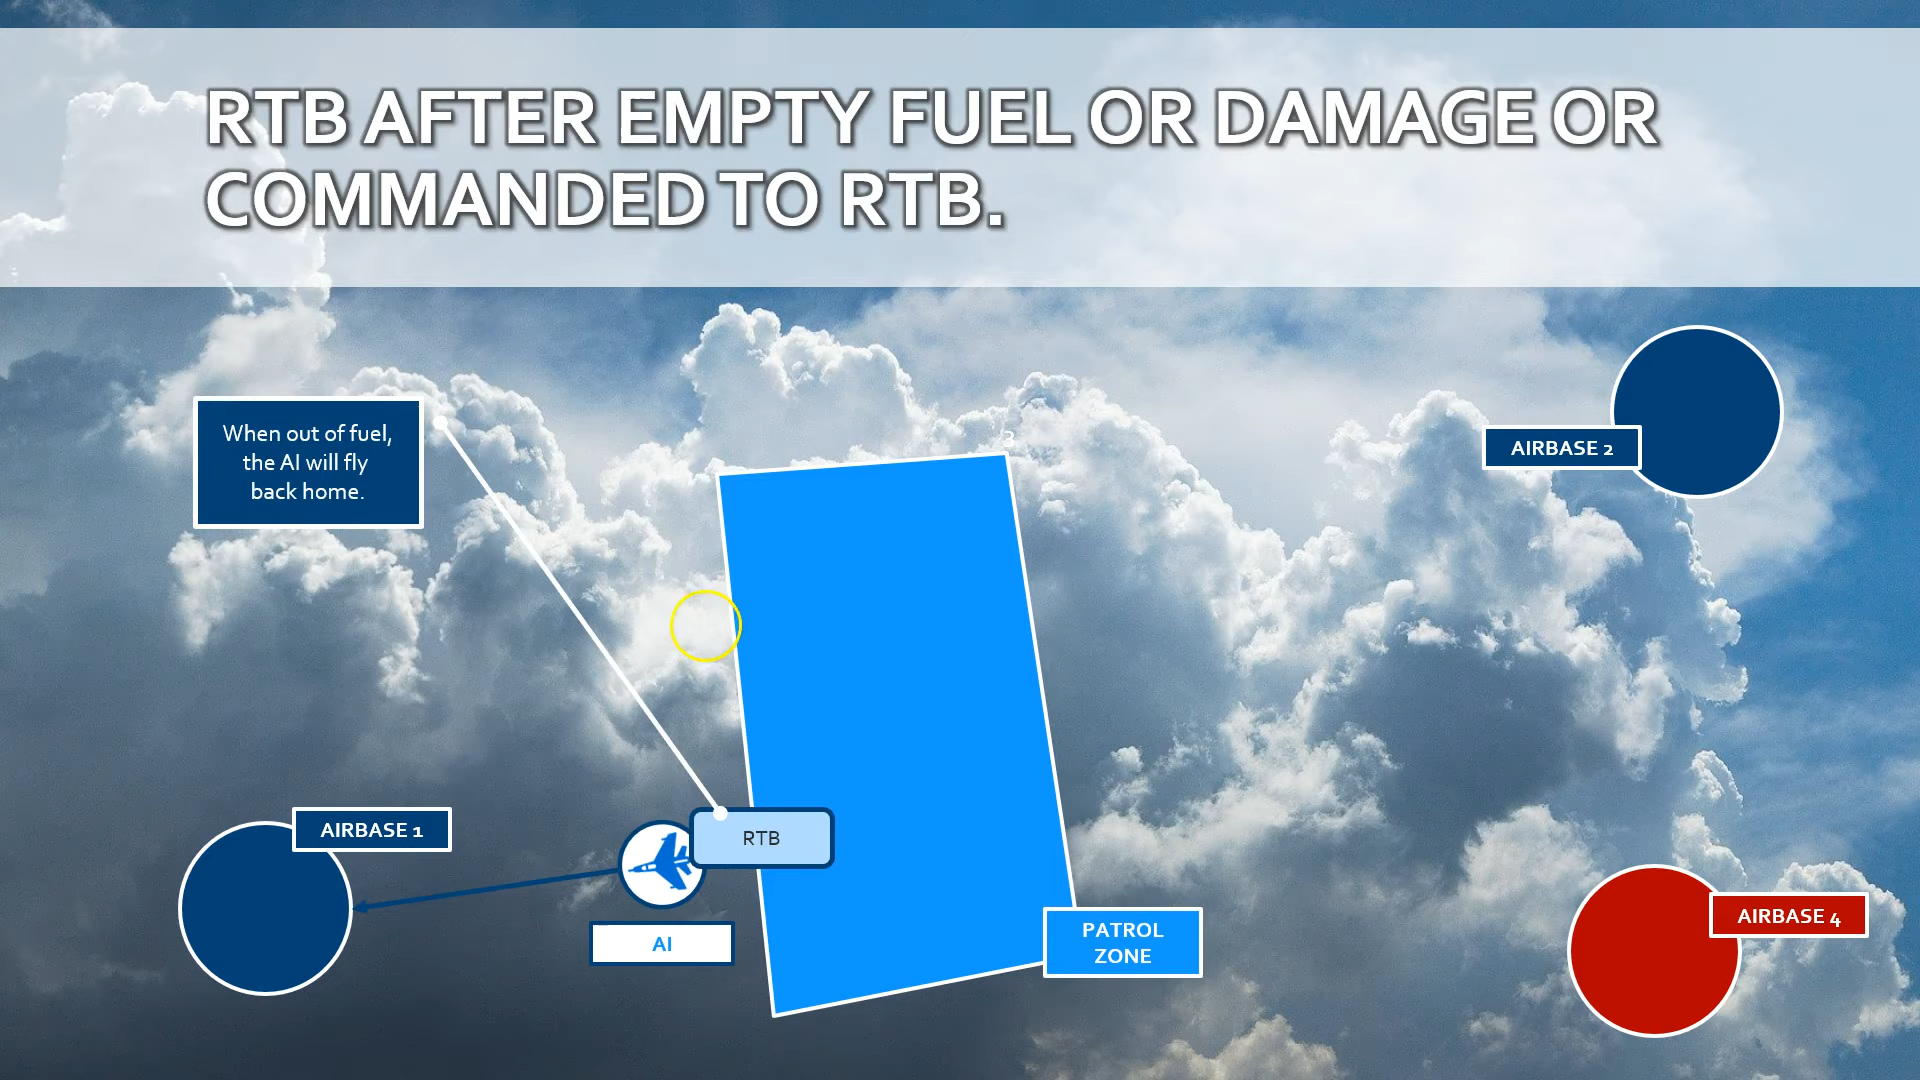 RTB AFTER EMPTY FUEL OR DAMAGE OR
COMMANDED TO RTB.
When out of fuel,
the AI will fly
back home.
3
AIRBASE 2
AIRBASE 1
RTB
AI
PATROL
ZONE
AIRBASE 4